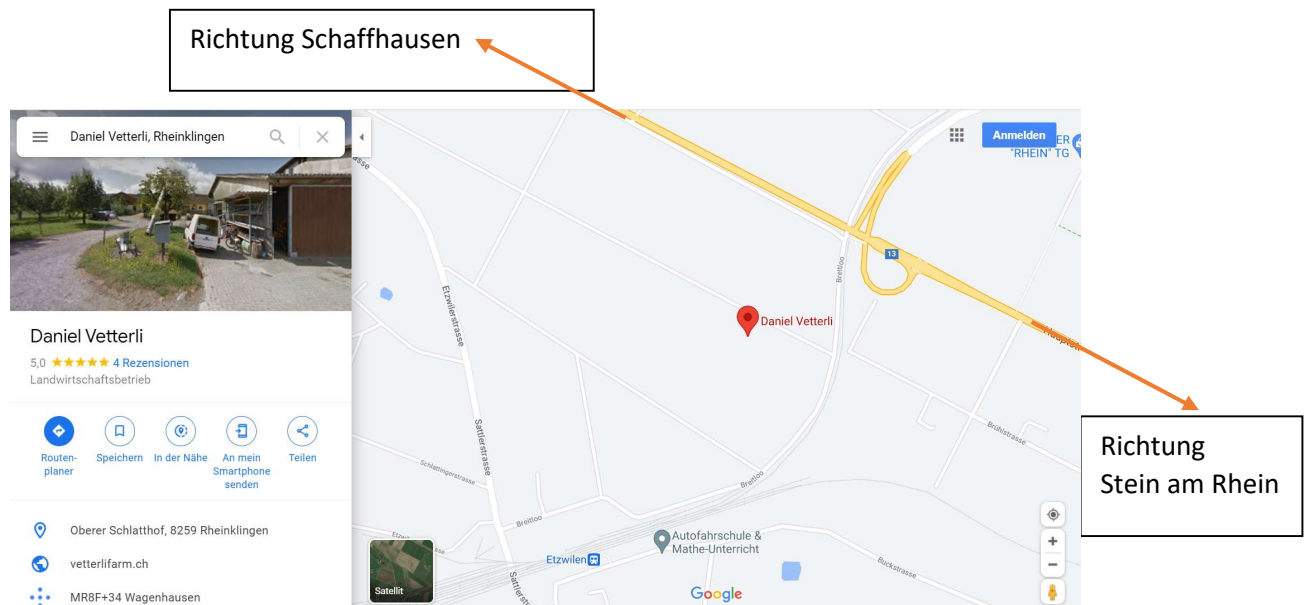 Richtung Schaffhausen
Daniel Vetterli, Rheinklingen
Daniel Vetterli
5,0 ★★★★★ 4 Rezensionen
Landwirtschaftsbetrieb
Routen-
planer
Speichern
In der Nähe
An mein
Smartphone
senden
Teilen
Oberer Schlatthof, 8259 Rheinklingen
vetterlifarm.ch
MR8F+34 Wagenhausen
Anmelden
"RHEIN" TG
13
Breitloo
Etzwilerstrasse
Daniel Vetterli
Sattlerstrasse
Schlattingerstrasse
Brühlstrasse
Breitloo
Breitloo
Autofahrschule &
Mathe-Unterricht
Etzwilen
Buckstrasse
Satellit
Google
Richtung
Stein am Rhein